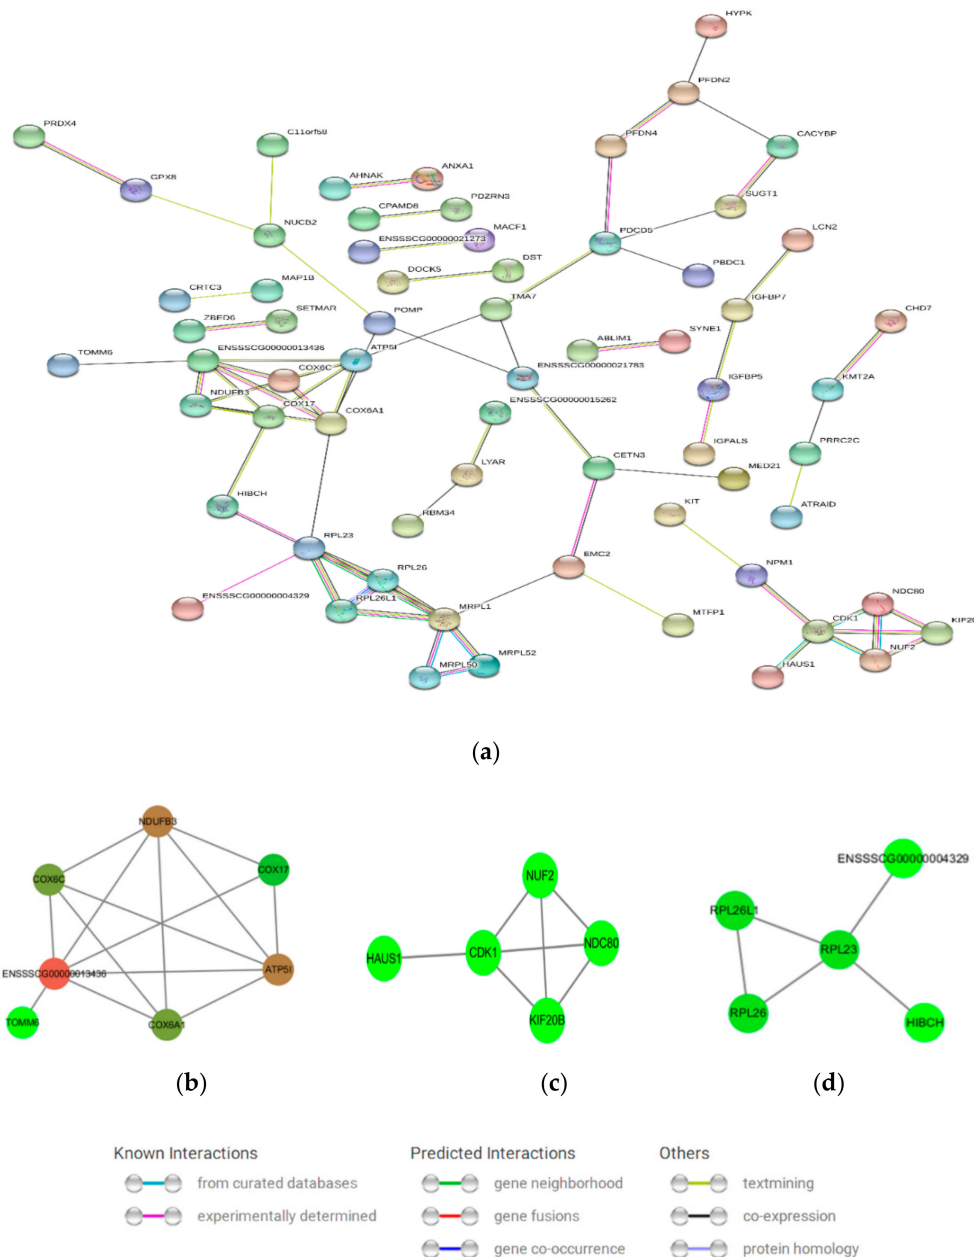 HYPK
PFDN2
PRDX4
C11orf58
PFDN4
CACYBP
GPX8
AHNAK
ANXA1
SUGT1
CPAMD8
PDZRN3
NUCB2
ENSSSCG00000021273
MACF1
PDCD5
LCN2
DOCK5
DST
PBDC1
CRTC3
MAP1B
TMA7
IGFBP7
ZBED6
SETMAR
POMP
CHD7
SYNE1
TOMM6
ENSSSCG00000013436
ATP5I
ABLIM1
COX6C
ENSSSCG00000021783
IGFBP5
KMT2A
NDUFB3
COX17
COX6A1
ENSSSCG00000015262
IGFALS
PRRC2C
LYAR
CETN3
MED21
HIBCH
RBM34
KIT
ATRAID
RPL23
EMC2
RPL26
NPM1
ENSSSCG00000004329
RPL26L1
MRPL1
MTFP1
NDC80
CDK1
KIF20
MRPL52
MRPL50
HAUS1
NUF2
(a)
NDUFB3
COX17
COX6C
ENSSSCG00000013436
ATP5I
TOMM6
COX6A1
(b)
NUF2
HAUS1
CDK1
NDC80
KIF20B
(c)
ENSSSCG00000004329
RPL26L1
RPL23
RPL26
HIBCH
(d)
Known Interactions
from curated databases
experimentally determined
Predicted Interactions
gene neighborhood
gene fusions
gene co-occurrence
Others
textmining
co-expression
protein homology